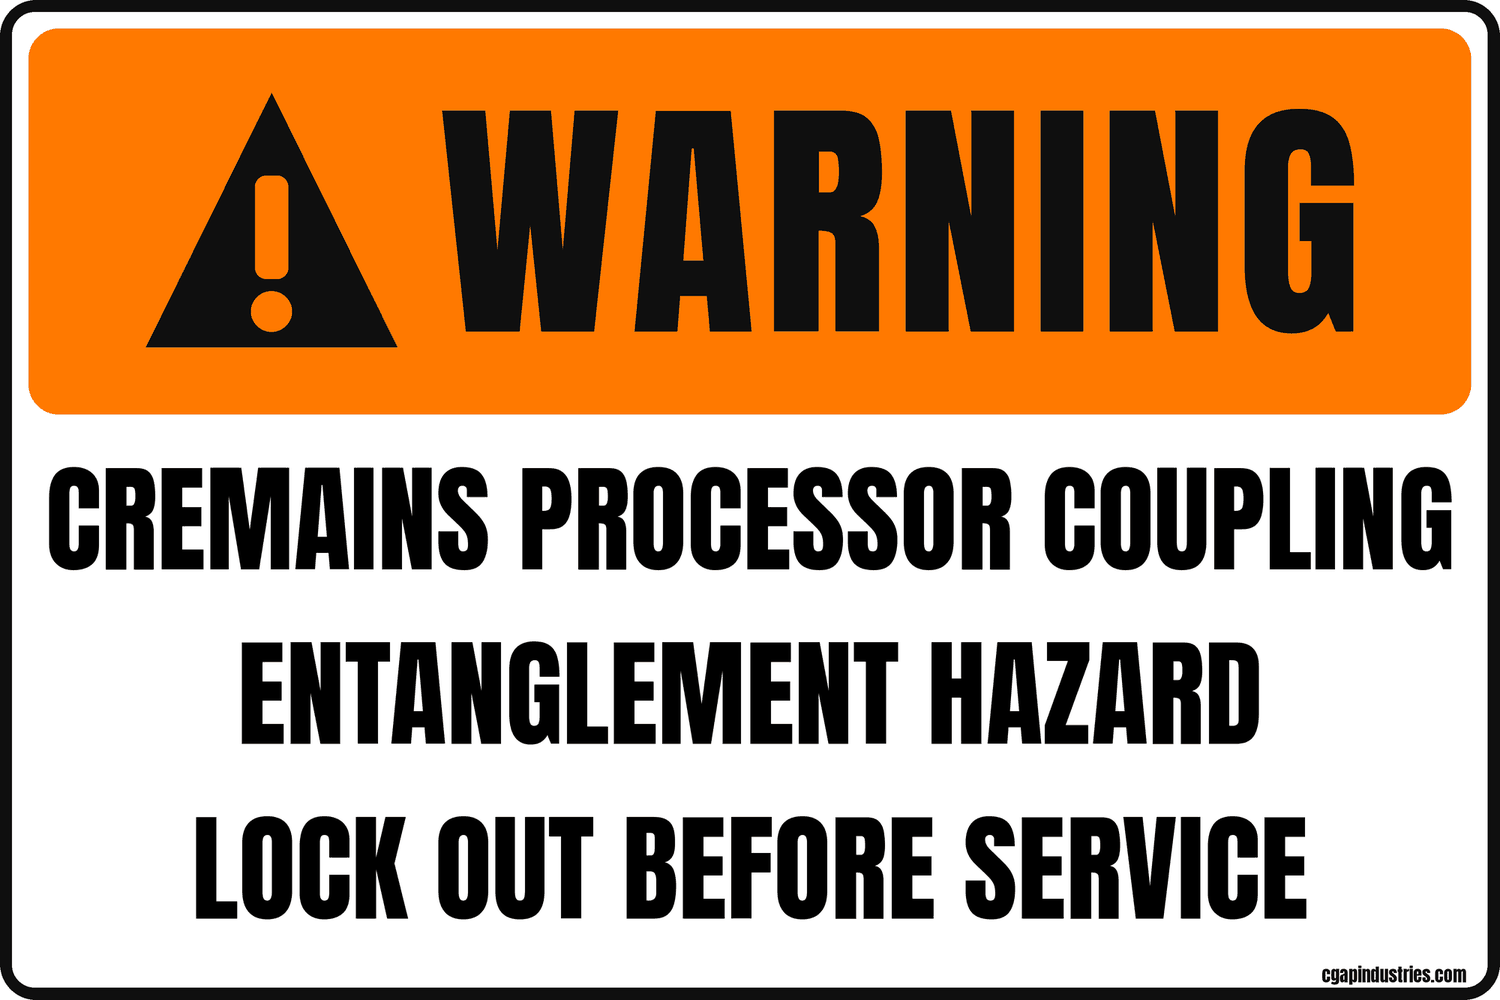 WARNING
CREMAINS PROCESSOR COUPLING
ENTANGLEMENT HAZARD
LOCK OUT BEFORE SERVICE
cgapindustries.com